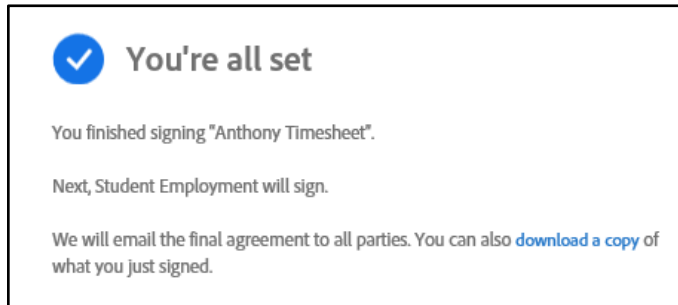 You're all set
You finished signing "Anthony Timesheet".
Next, Student Employment will sign.
We will email the final agreement to all parties. You can also download a copy of
what you just signed.